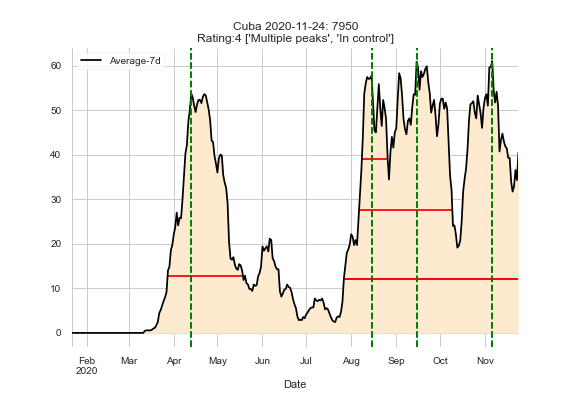 Cuba 2020-11-24: 7950
Rating:4 ['Multiple peaks', 'In control']
Average-7d
60
50
40
30
20
10
0
Feb Mar Apr May Jun Jul Aug Sep Oct Nov
2020
Date